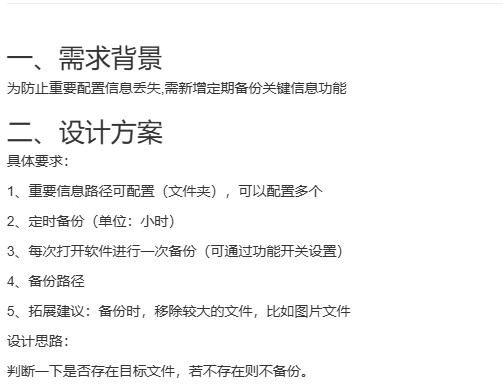 一、需求背景
为防止重要配置信息丢失,需新增定期备份关键信息功能
二、设计方案
具体要求：
1、重要信息路径可配置（文件夹），可以配置多个
2、定时备份（单位：小时）
3、每次打开软件进行一次备份（可通过功能开关设置）
4、备份路径
5、拓展建议：备份时，移除较大的文件，比如图片文件
设计思路：
判断一下是否存在目标文件，若不存在则不备份。